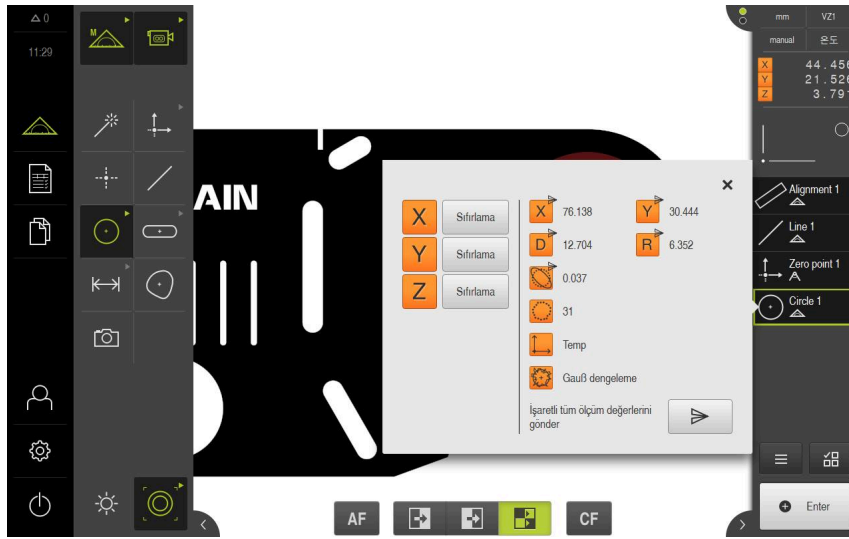 0
11:29
M
AIN
X
Sıfırlama
Y
Sıfırlama
Z
Sıfırlama
X 76.138 Y 30.444
D 12.704 R 6.352
0.037
31
Temp
Gauß dengeleme
İşaretli tüm ölçüm değerlerini
gönder
AF
CF
mm VZ1
manual 온도
X 44.456
Y 21.526
Z 3.791
Alignment 1
Line 1
Zero point 1
Circle 1
Enter